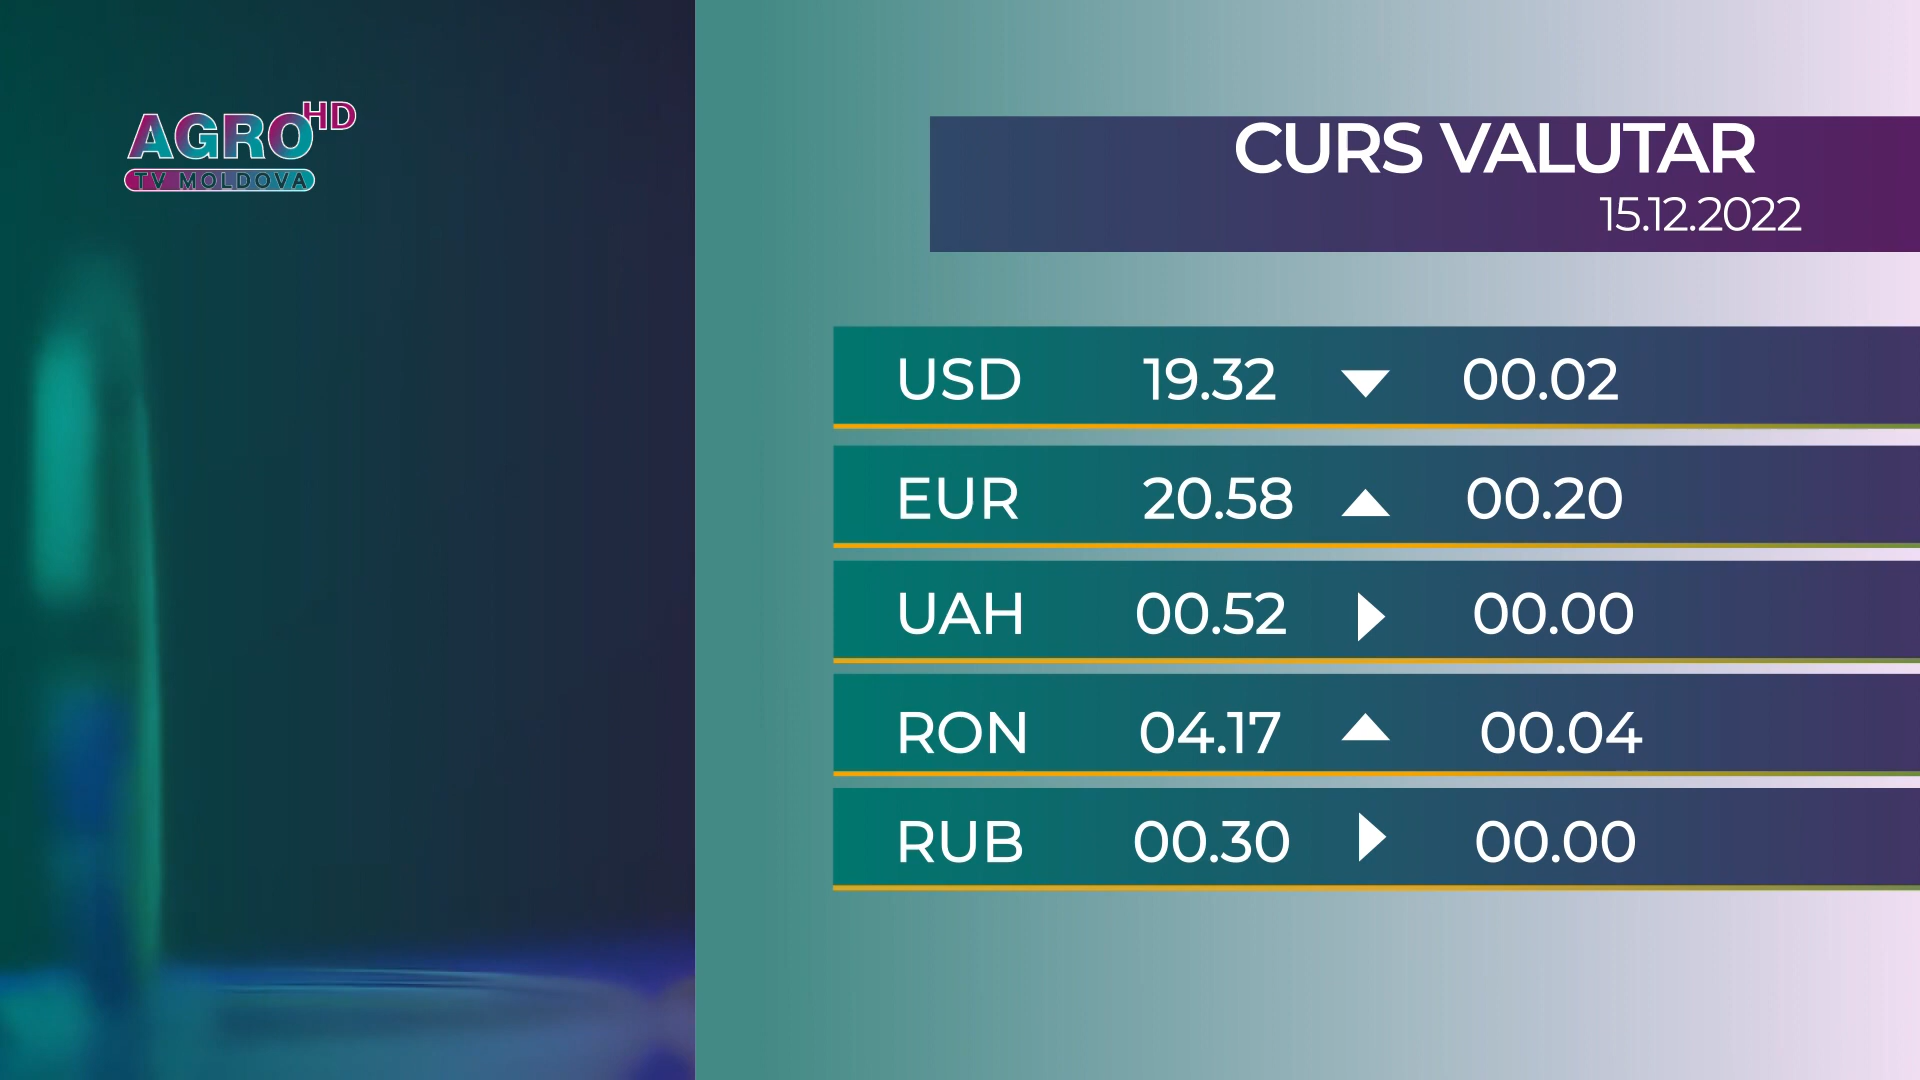 AGRO HD
TV MOLDOVA
CURS VALUTAR
15.12.2022
USD 19.32 00.02
EUR 20.58 00.20
UAH 00.52 00.00
RON 04.17 00.04
RUB 00.30 00.00